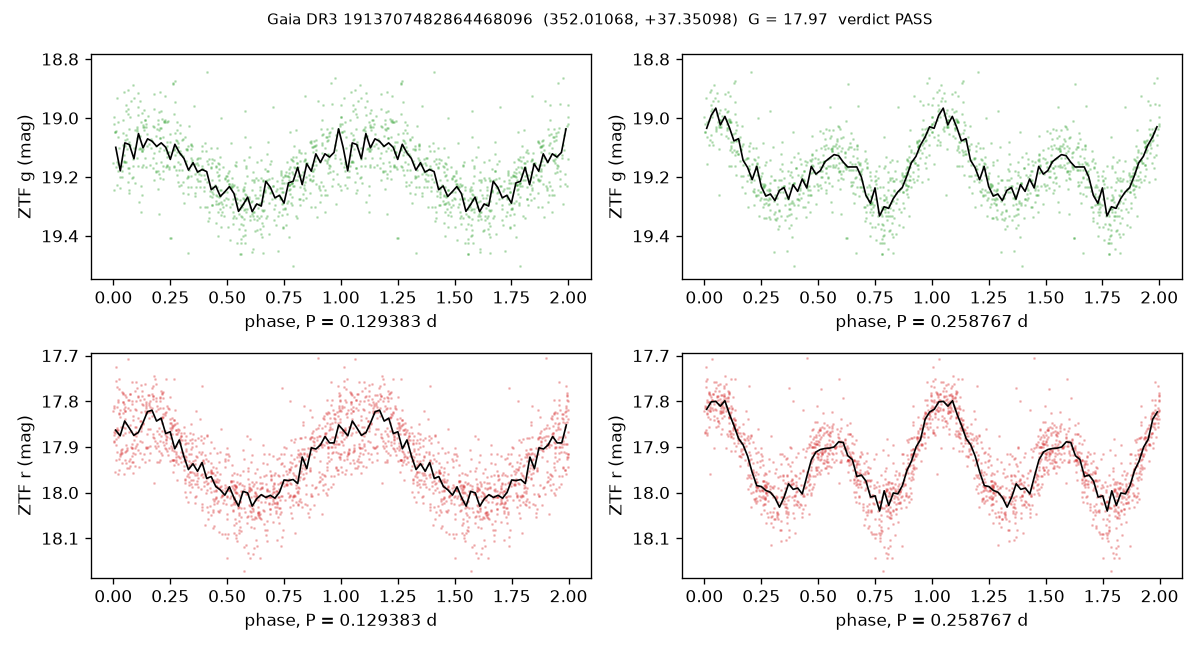 Gaia DR3 1913707482864468096 (352.01068, +37.35098) G = 17.97 verdict PASS
18.8
19.0
19.2
19.4
ZTF g (mag)
0.00 0.25 0.50 0.75 1.00 1.25 1.50 1.75 2.00
phase, P = 0.129383 d
18.8
19.0
19.2
19.4
ZTF g (mag)
0.00 0.25 0.50 0.75 1.00 1.25 1.50 1.75 2.00
phase, P = 0.258767 d
17.7
17.8
17.9
18.0
18.1
ZTF r (mag)
0.00 0.25 0.50 0.75 1.00 1.25 1.50 1.75 2.00
phase, P = 0.129383 d
17.7
17.8
17.9
18.0
18.1
ZTF r (mag)
0.00 0.25 0.50 0.75 1.00 1.25 1.50 1.75 2.00
phase, P = 0.258767 d